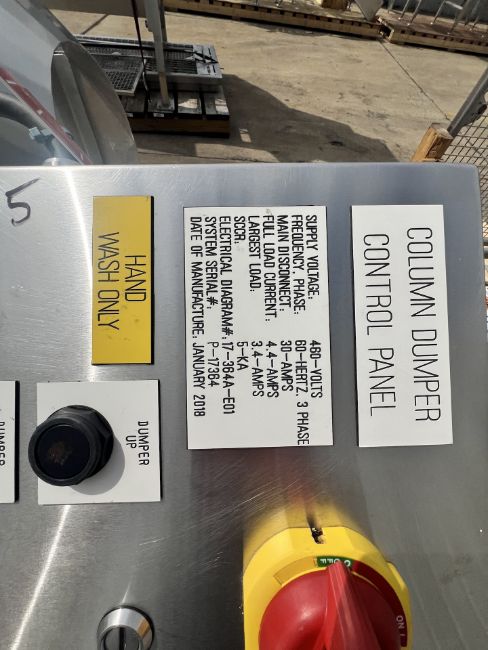 COLUMN DUMPER
CONTROL PANEL
SUPPLY VOLTAGE: 460-VOLTS
FREQUENCY, PHASE: 60-HERTZ, 3 PHASE
MAIN DISCONNECT: 30-AMPS
FULL LOAD CURRENT: 4.4-AMPS
LARGEST LOAD: 3.4-AMPS
SCCR: 5-KA
ELECTRICAL DIAGRAM#: 17-364A-E01
SYSTEM SERIAL#: P-17364
DATE OF MANUFACTURE: JANUARY 2018
HAND
WASH ONLY
5
DUMPER
UP
DUMPER
ON I
OFF